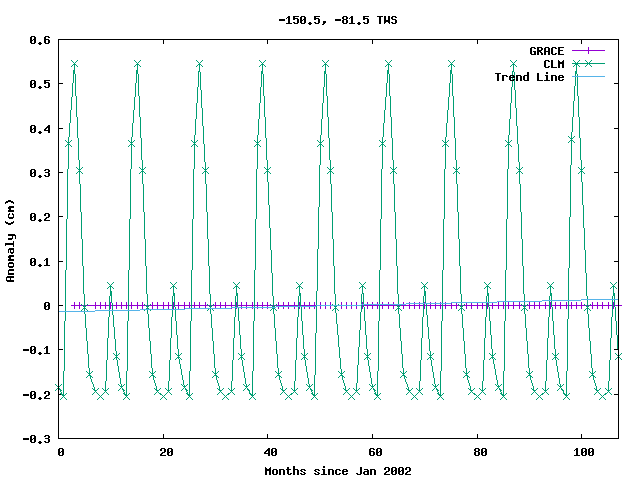 -150.5, -81.5 TWS
GRACE
CLM
Trend Line
0.6
0.5
0.4
0.3
0.2
0.1
0
-0.1
-0.2
-0.3
Anomaly (cm)
0 20 40 60 80 100
Months since Jan 2002